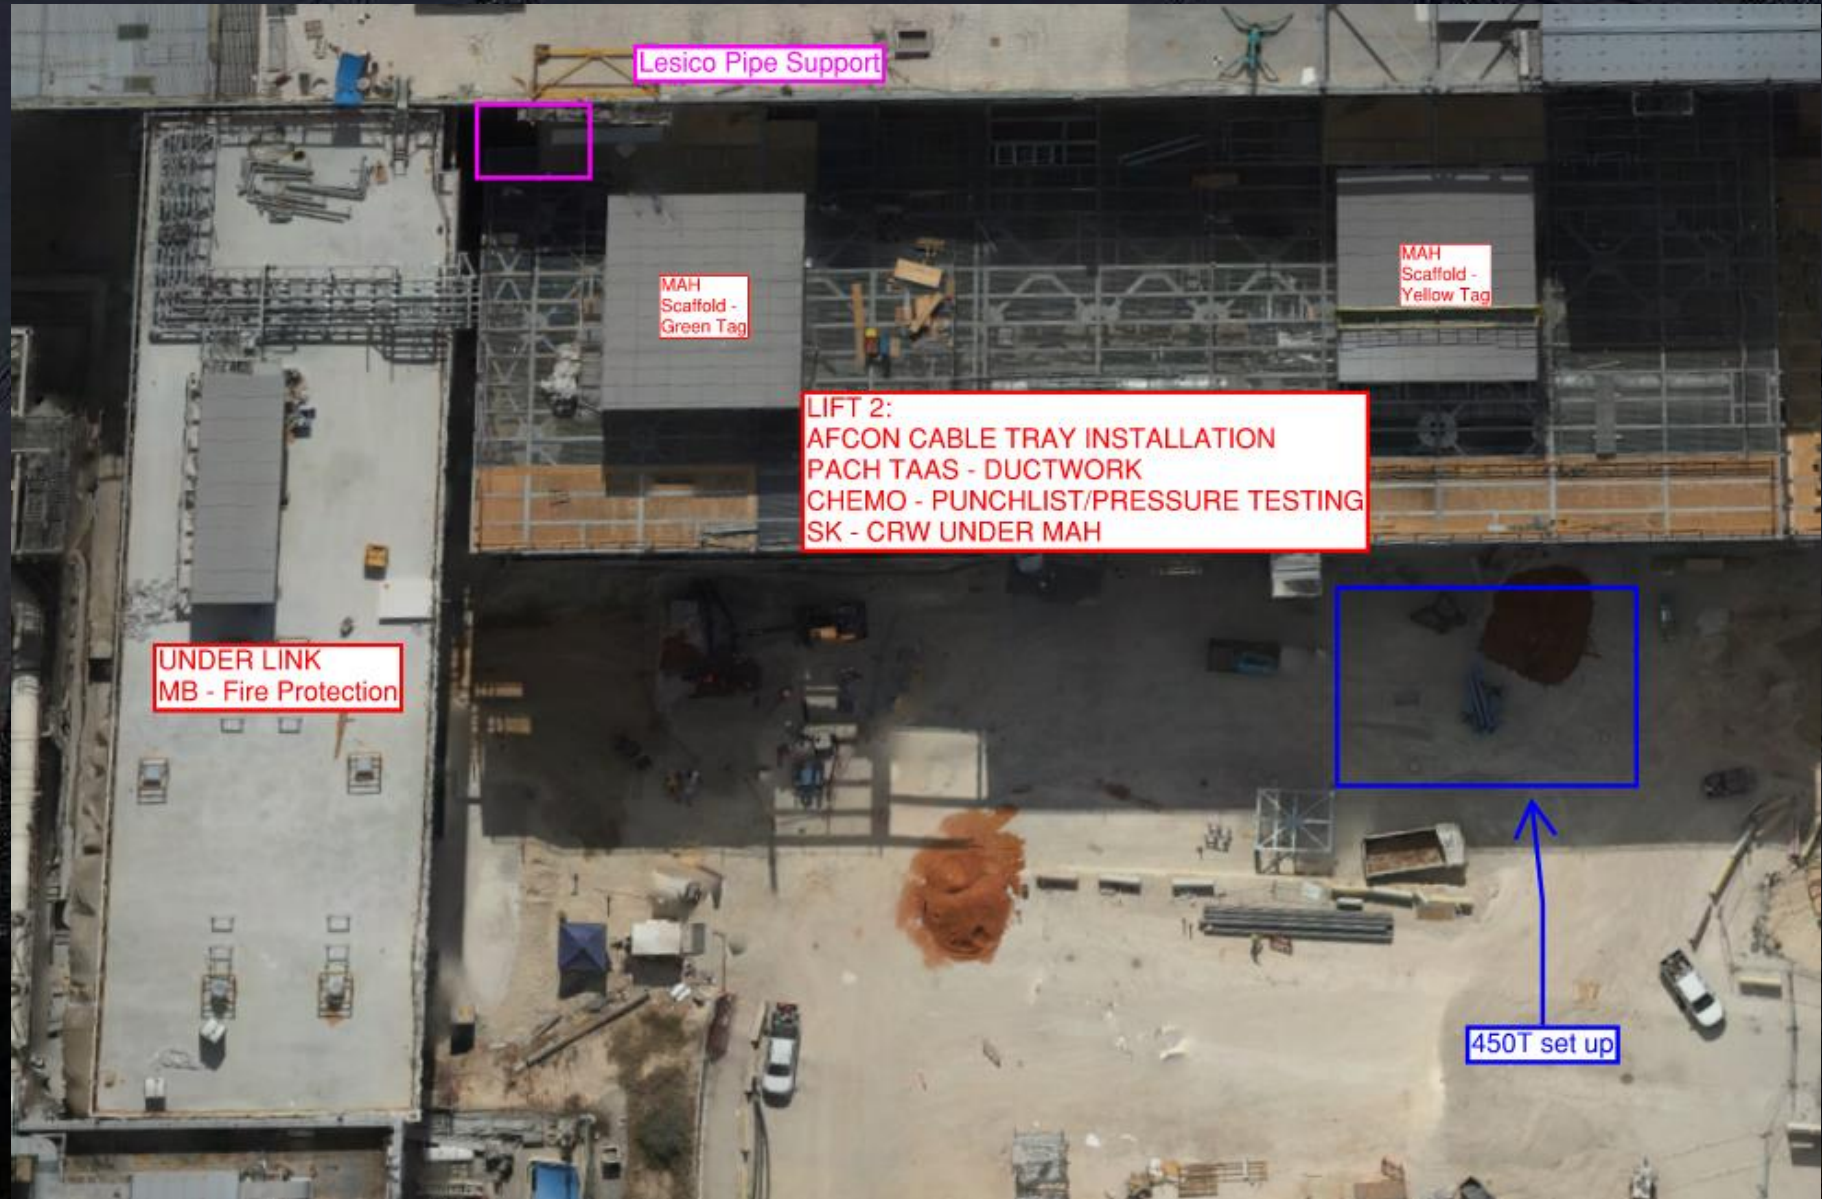 Lesico Pipe Support
MAH
Scaffold -
Green Tag
MAH
Scaffold -
Yellow Tag
LIFT 2:
AFCON CABLE TRAY INSTALLATION
PACH TAAS - DUCTWORK
CHEMO - PUNCHLIST/PRESSURE TESTING
SK - CRW UNDER MAH
UNDER LINK
MB - Fire Protection
450T set up